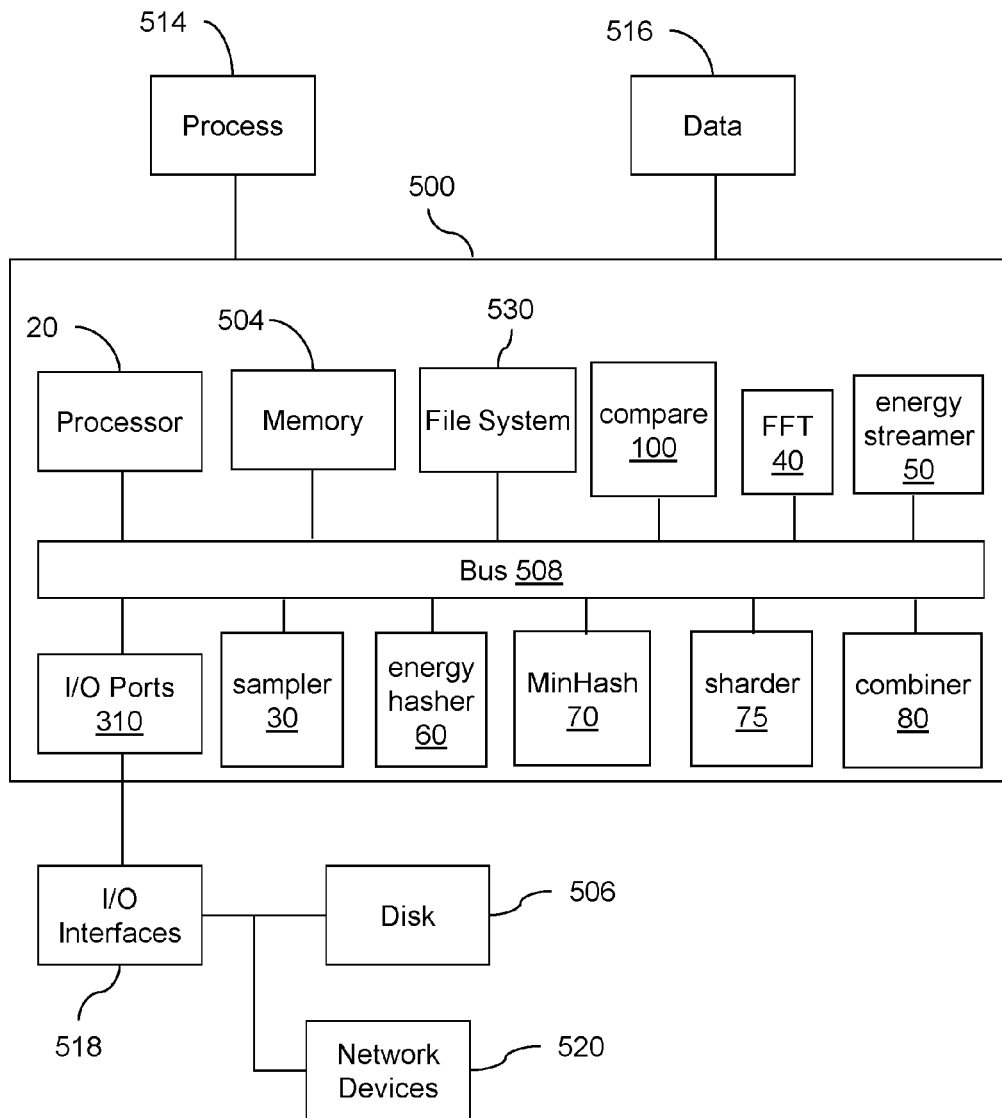 514
516
Process
Data
500
20
504
530
Processor
Memory
File System
compare
100
FFT
40
energy
streamer
50
Bus 508
I/O Ports
310
sampler
30
energy
hasher
60
MinHash
70
sharder
75
combiner
80
I/O
Interfaces
518
Disk
506
Network
Devices
520